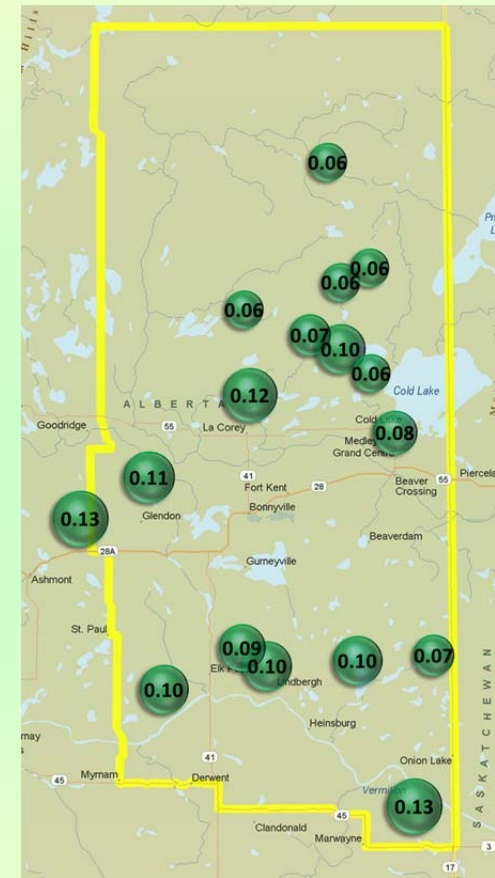 Hills
0.06
0.06
0.06
0.06
0.07
0.10
0.06
Cold Lake
0.12
ALBERTA
Goodridge
55
La Corey
Cold Lake
0.08
Medley
Grand Centre
41
0.11
Fort Kent
28
Beaver
Crossing
55
Bonnyville
0.13
Glendon
Beaverdam
28A
Ashmont
Gurneyville
St. Paul
0.09
0.10
Elk
Lindbergh
0.10
0.07
0.10
Heinsburg
SASKATCHEWAN
41
Onion Lake
45
Myrnam
Derwent
Vermilion
0.13
45
Clandonald
Marwayne
3
17